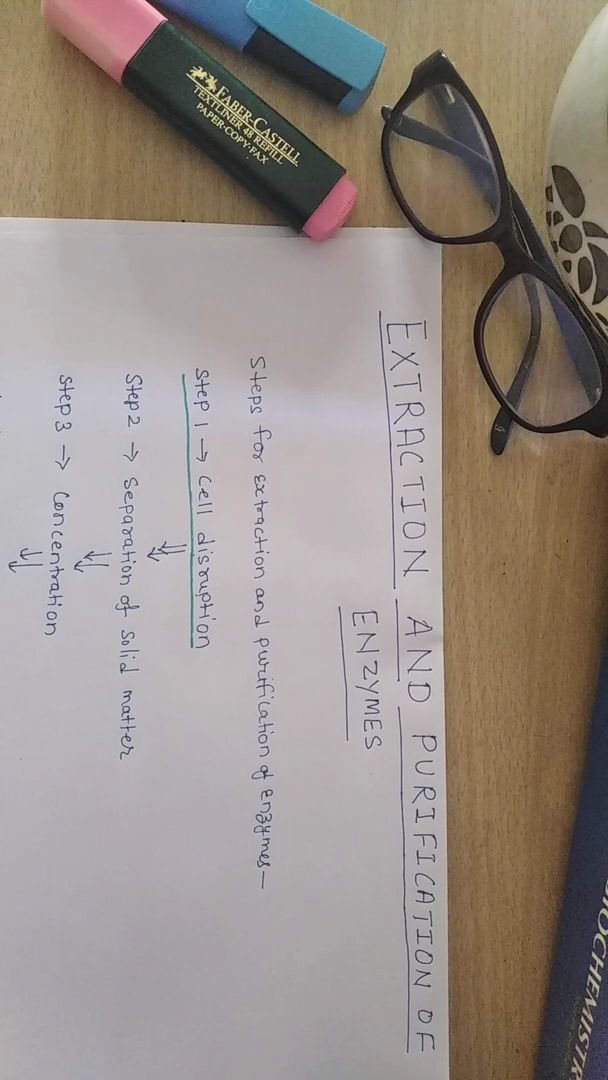 FABER-CASTELL
TEXTLINER 48 REFILL
PAPER·COPY·FAX
EXTRACTION AND PURIFICATION OF
ENZYMES
Steps for Extraction and purification of Enzymes—
Step 1 → Cell disruption
Step 2 → Separation of solid matter
Step 3 → Concentration
BIOCHEMISTR